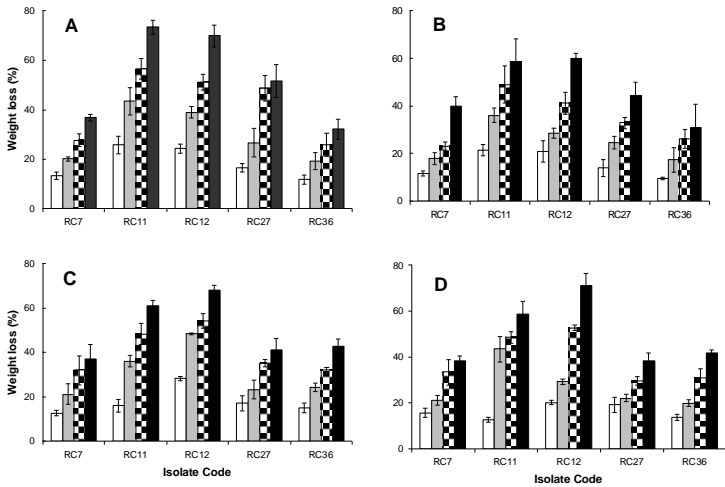 A
Weight loss (%)
80
60
40
20
0
RC7 RC11 RC12 RC27 RC36
B
80
60
40
20
0
RC7 RC11 RC12 RC27 RC36
C
Weight loss (%)
80
60
40
20
0
RC7 RC11 RC12 RC27 RC36
Isolate Code
D
80
60
40
20
0
RC7 RC11 RC12 RC27 RC36
Isolate Code